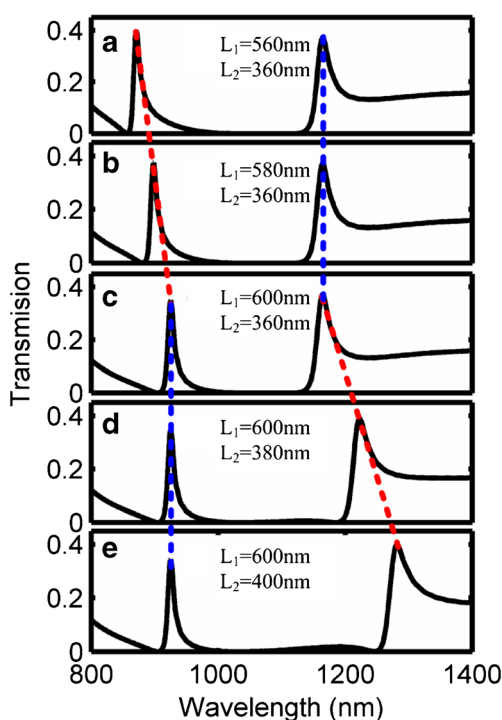 0.4
a
L₁=560nm
L₂=360nm
0.2
0
0.4
b
L₁=580nm
L₂=360nm
0.2
0
0.4
c
L₁=600nm
L₂=360nm
0.2
0
0.4
d
L₁=600nm
L₂=380nm
0.2
0
0.4
e
L₁=600nm
L₂=400nm
0.2
0
800
1000
1200
1400
Wavelength (nm)
Transmision